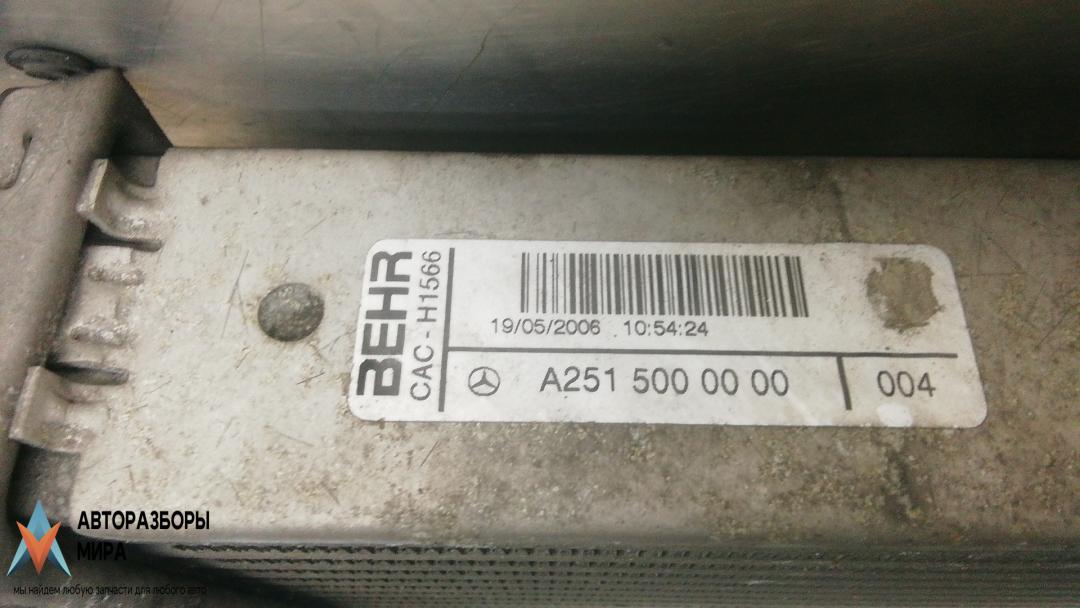 BEHR
CAC - H1566
19/05/2006 10:54:24
A251 500 00 00
004
АВТОРАЗБОРЫ
МИРА
мы найдем любую запчасти для любого авто